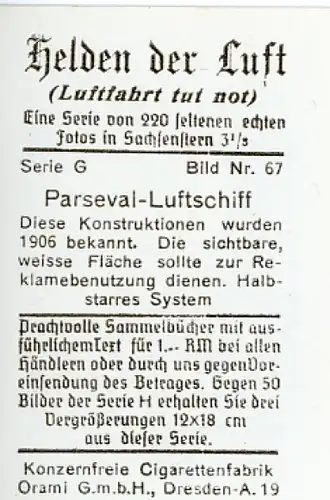 Helden der Luft
(Luftfahrt tut not)
Eine Serie von 220 seltenen echten
Fotos in Sachsenstern 3¹/₃
Serie G Bild Nr. 67
Parseval-Luftschiff
Diese Konstruktionen wurden
1906 bekannt. Die sichtbare,
weisse Fläche sollte zur Re-
klamebenutzung dienen. Halb-
starres System
Prachtvolle Sammelbücher mit aus-
führlichem Text für 1.-- RM bei allen
Händlern oder durch uns gegen Vor-
einsendung des Betrages. Gegen 50
Bilder der Serie H erhalten Sie drei
Vergrößerungen 12x18 cm
aus dieser Serie.
Konzernfreie Cigarettenfabrik
Orami G.m.b.H., Dresden-A. 19